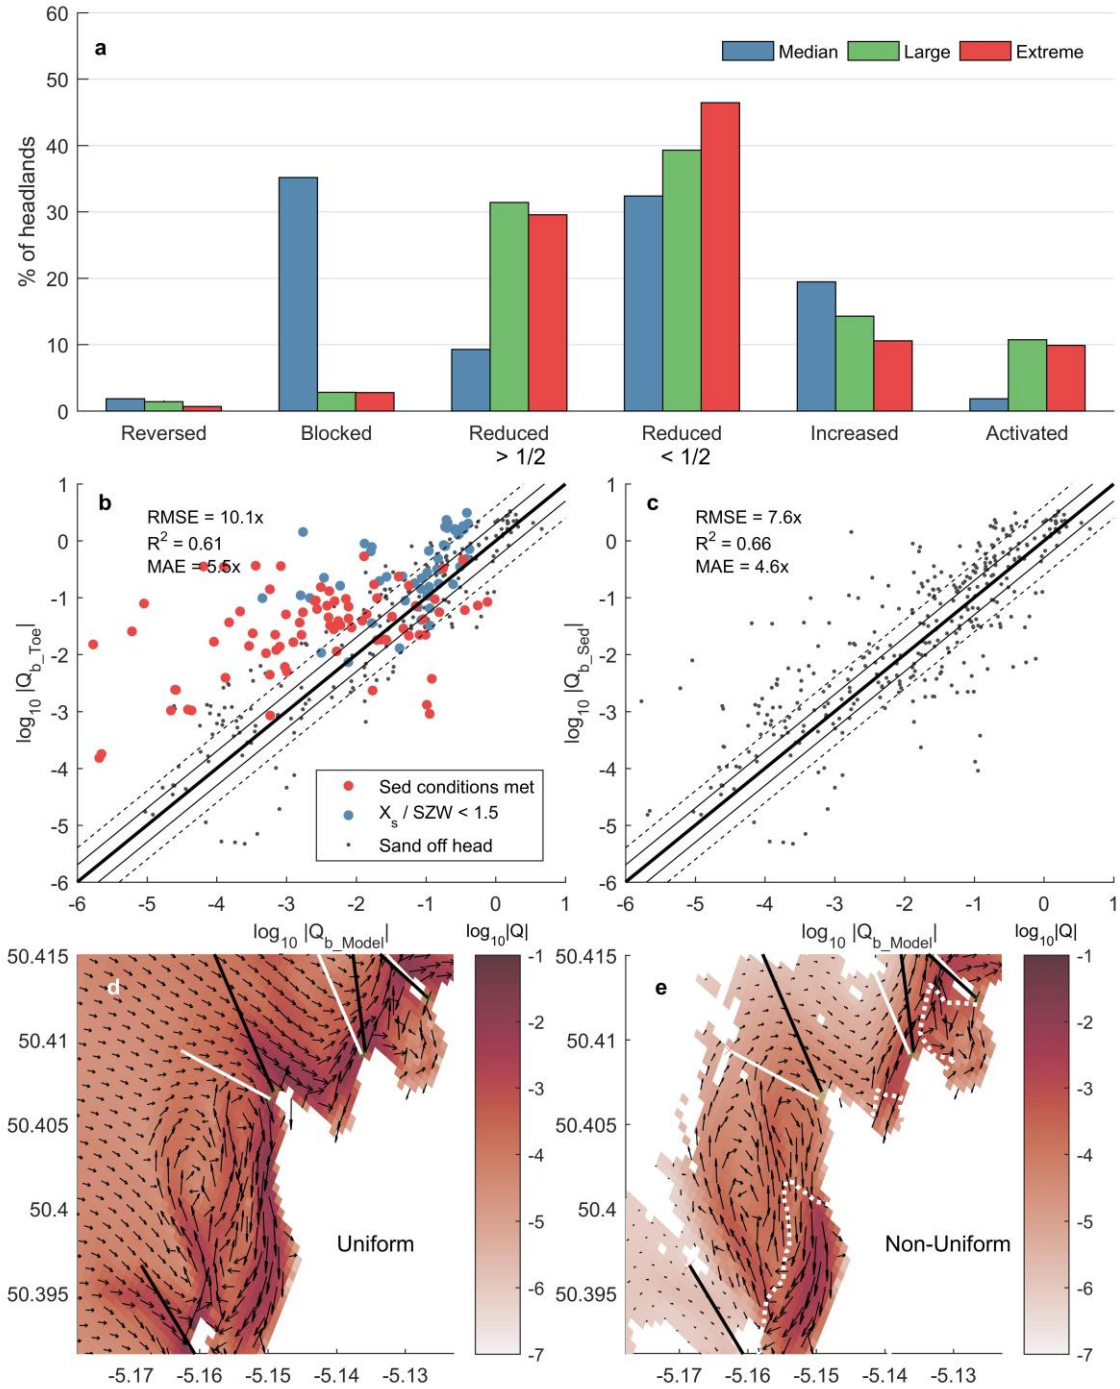 60
50
40
30
20
10
0
% of headlands
a
Median Large Extreme
Reversed Blocked Reduced Reduced Increased Activated
> 1/2 < 1/2
b
RMSE = 10.1x
R² = 0.61
MAE = 5.5x
log₁₀ |Q_b_Toe|
1
0
-1
-2
-3
-4
-5
-6
Sed conditions met
X_s / SZW < 1.5
Sand off head
-6 -5 -4 -3 -2 -1 0 1
log₁₀ |Q_b_Model|
c
RMSE = 7.6x
R² = 0.66
MAE = 4.6x
log₁₀ |Q_b_Sed|
1
0
-1
-2
-3
-4
-5
-6
-6 -5 -4 -3 -2 -1 0 1
log₁₀ |Q_b_Model|
d
50.415
50.41
50.405
50.4
50.395
Uniform
-5.17 -5.16 -5.15 -5.14 -5.13
log₁₀|Q|
-1
-2
-3
-4
-5
-6
-7
e
50.415
50.41
50.405
50.4
50.395
Non-Uniform
-5.17 -5.16 -5.15 -5.14 -5.13
log₁₀|Q|
-1
-2
-3
-4
-5
-6
-7